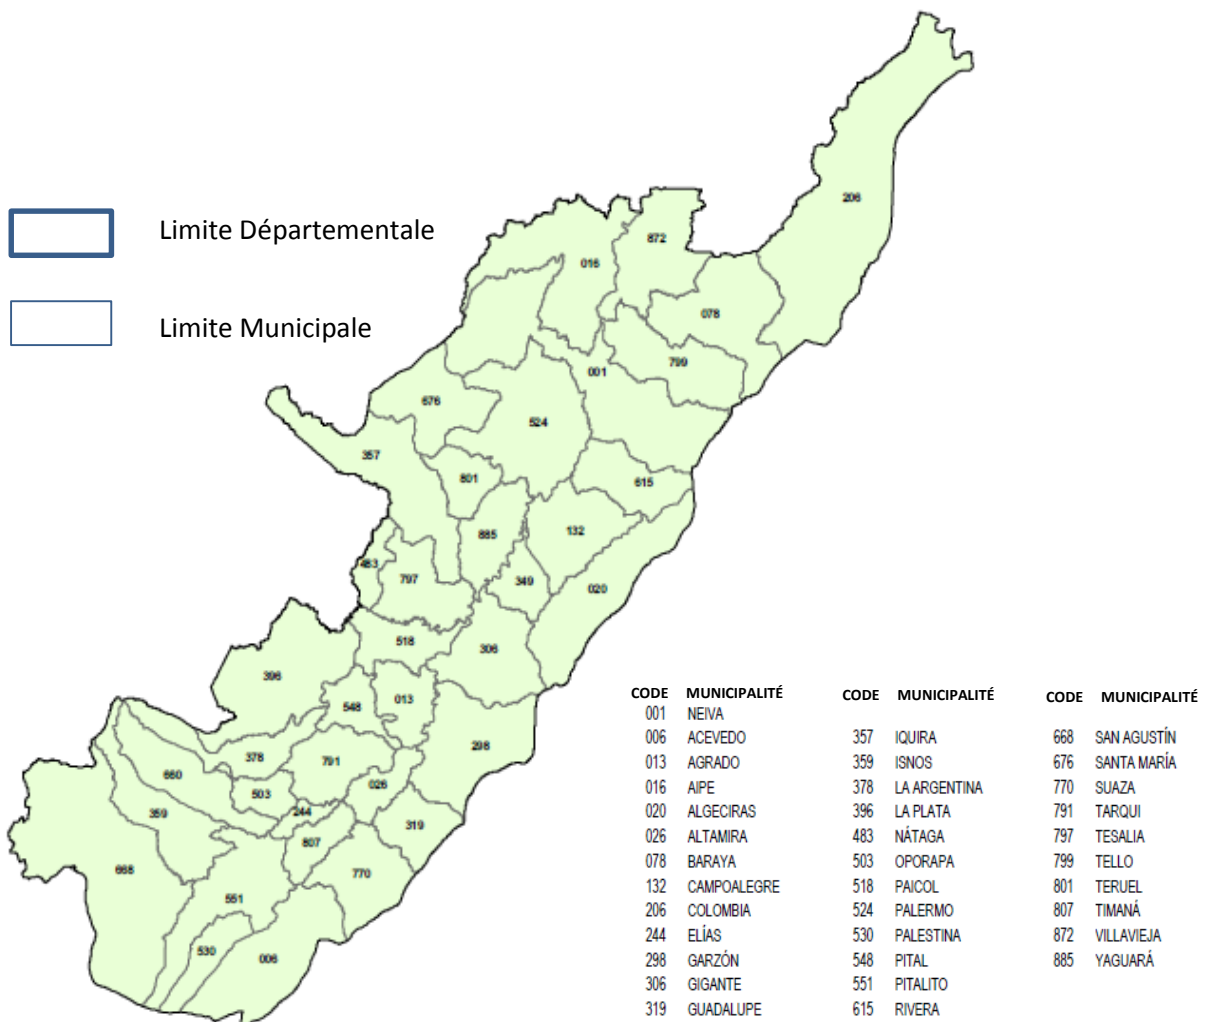 Limite Départementale
Limite Municipale
206
872
016
078
799
001
676
524
357
801
615
885
132
483
797
349
020
518
306
396
548
013
298
378
791
660
503
026
359
244
319
807
668
770
551
530
006
CODE MUNICIPALITÉ
001 NEIVA
006 ACEVEDO
013 AGRADO
016 AIPE
020 ALGECIRAS
026 ALTAMIRA
078 BARAYA
132 CAMPOALEGRE
206 COLOMBIA
244 ELÍAS
298 GARZÓN
306 GIGANTE
319 GUADALUPE
CODE MUNICIPALITÉ
357 IQUIRA
359 ISNOS
378 LA ARGENTINA
396 LA PLATA
483 NÁTAGA
503 OPORAPA
518 PAICOL
524 PALERMO
530 PALESTINA
548 PITAL
551 PITALITO
615 RIVERA
CODE MUNICIPALITÉ
668 SAN AGUSTÍN
676 SANTA MARÍA
770 SUAZA
791 TARQUI
797 TESALIA
799 TELLO
801 TERUEL
807 TIMANÁ
872 VILLAVIEJA
885 YAGUARÁ